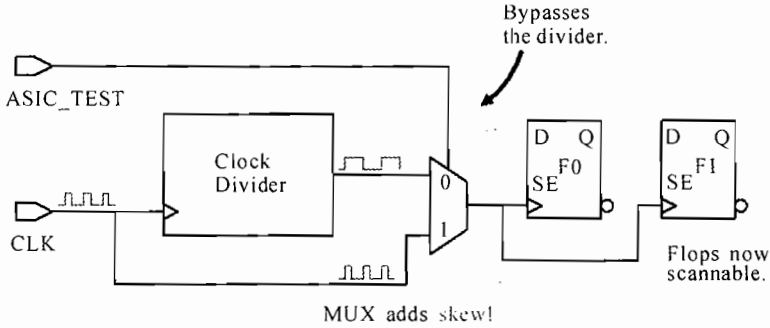 Bypasses
the divider.
ASIC_TEST
Clock
Divider
0
1
CLK
D Q
F0
SE
D Q
F1
SE
Flops now
scannable.
MUX adds skew!